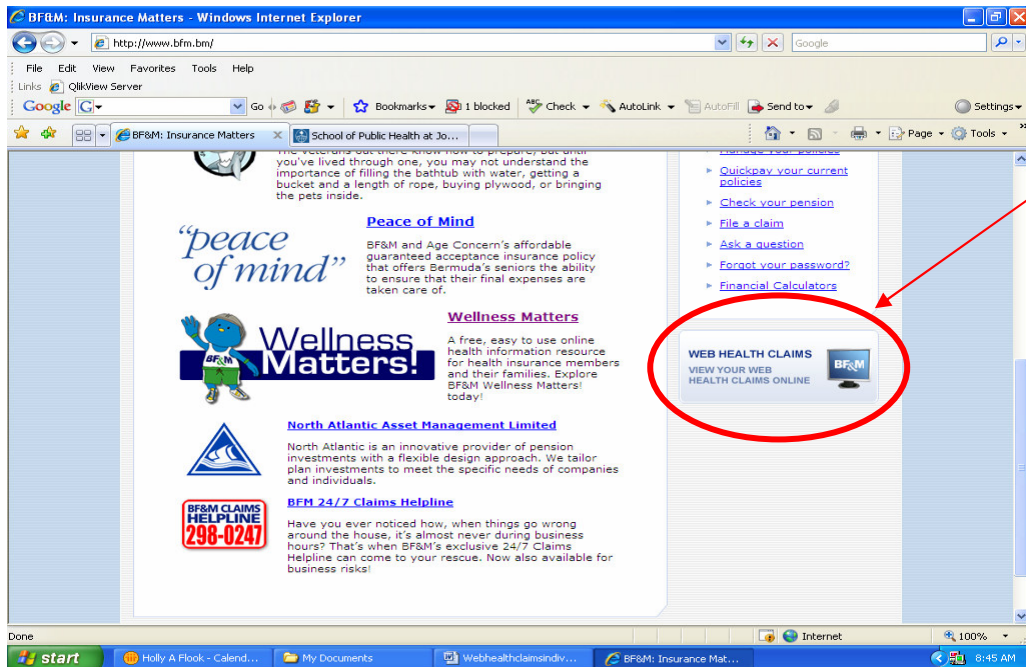 BF&M: Insurance Matters - Windows Internet Explorer
http://www.bfm.bm/
Google
File Edit View Favorites Tools Help
Links QlikView Server
Google G Go Bookmarks 1 blocked ABC Check AutoLink AutoFill Send to Settings
BF&M: Insurance Matters School of Public Health at Jo... Page Tools
The veterans out there know how to prepare, but until
you've lived through one, you may not understand the
importance of filling the bathtub with water, getting a
bucket and a length of rope, buying plywood, or bringing
the pets inside.
"peace
of mind"
Peace of Mind
BF&M and Age Concern's affordable
guaranteed acceptance insurance policy
that offers Bermuda's seniors the ability
to ensure that their final expenses are
taken care of.
BF&M
Wellness
Matters!
Wellness Matters
A free, easy to use online
health information resource
for health insurance members
and their families. Explore
BF&M Wellness Matters!
today!
North Atlantic Asset Management Limited
North Atlantic is an innovative provider of pension
investments with a flexible design approach. We tailor
plan investments to meet the specific needs of companies
and individuals.
BF&M CLAIMS
HELPLINE
298-0247
BFM 24/7 Claims Helpline
Have you ever noticed how, when things go wrong
around the house, it's almost never during business
hours? That's when BF&M's exclusive 24/7 Claims
Helpline can come to your rescue. Now also available for
business risks!
Manage your policies
Quickpay your current
policies
Check your pension
File a claim
Ask a question
Forgot your password?
Financial Calculators
WEB HEALTH CLAIMS
VIEW YOUR WEB
HEALTH CLAIMS ONLINE
BF&M
Done Internet 100%
start Holly A Flook - Calend... My Documents Webhealthclaimsindiv... BF&M: Insurance Mat... 8:45 AM